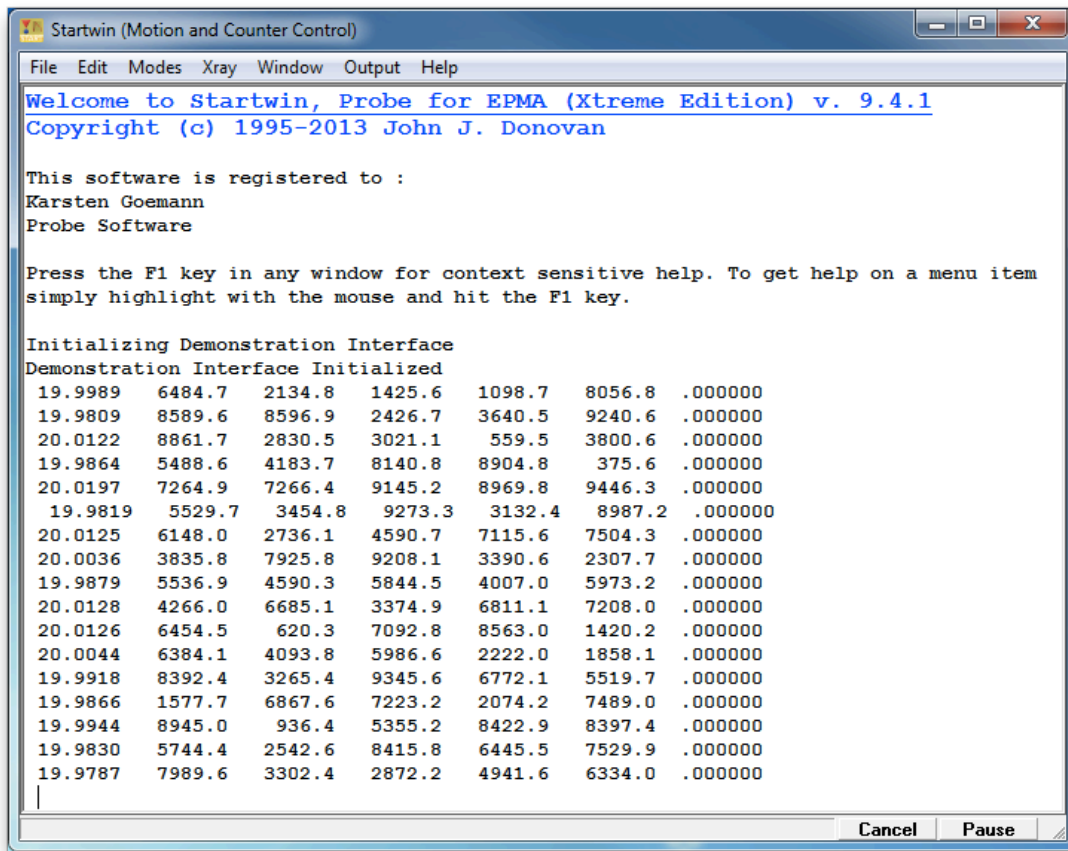 Startwin (Motion and Counter Control)
File Edit Modes Xray Window Output Help
Welcome to Startwin, Probe for EPMA (Xtreme Edition) v. 9.4.1
Copyright (c) 1995-2013 John J. Donovan
This software is registered to :
Karsten Goemann
Probe Software
Press the F1 key in any window for context sensitive help. To get help on a menu item
simply highlight with the mouse and hit the F1 key.
Initializing Demonstration Interface
Demonstration Interface Initialized
19.9989 6484.7 2134.8 1425.6 1098.7 8056.8 .000000
19.9809 8589.6 8596.9 2426.7 3640.5 9240.6 .000000
20.0122 8861.7 2830.5 3021.1 559.5 3800.6 .000000
19.9864 5488.6 4183.7 8140.8 8904.8 375.6 .000000
20.0197 7264.9 7266.4 9145.2 8969.8 9446.3 .000000
19.9819 5529.7 3454.8 9273.3 3132.4 8987.2 .000000
20.0125 6148.0 2736.1 4590.7 7115.6 7504.3 .000000
20.0036 3835.8 7925.8 9208.1 3390.6 2307.7 .000000
19.9879 5536.9 4590.3 5844.5 4007.0 5973.2 .000000
20.0128 4266.0 6685.1 3374.9 6811.1 7208.0 .000000
20.0126 6454.5 620.3 7092.8 8563.0 1420.2 .000000
20.0044 6384.1 4093.8 5986.6 2222.0 1858.1 .000000
19.9918 8392.4 3265.4 9345.6 6772.1 5519.7 .000000
19.9866 1577.7 6867.6 7223.2 2074.2 7489.0 .000000
19.9944 8945.0 936.4 5355.2 8422.9 8397.4 .000000
19.9830 5744.4 2542.6 8415.8 6445.5 7529.9 .000000
19.9787 7989.6 3302.4 2872.2 4941.6 6334.0 .000000
Cancel Pause